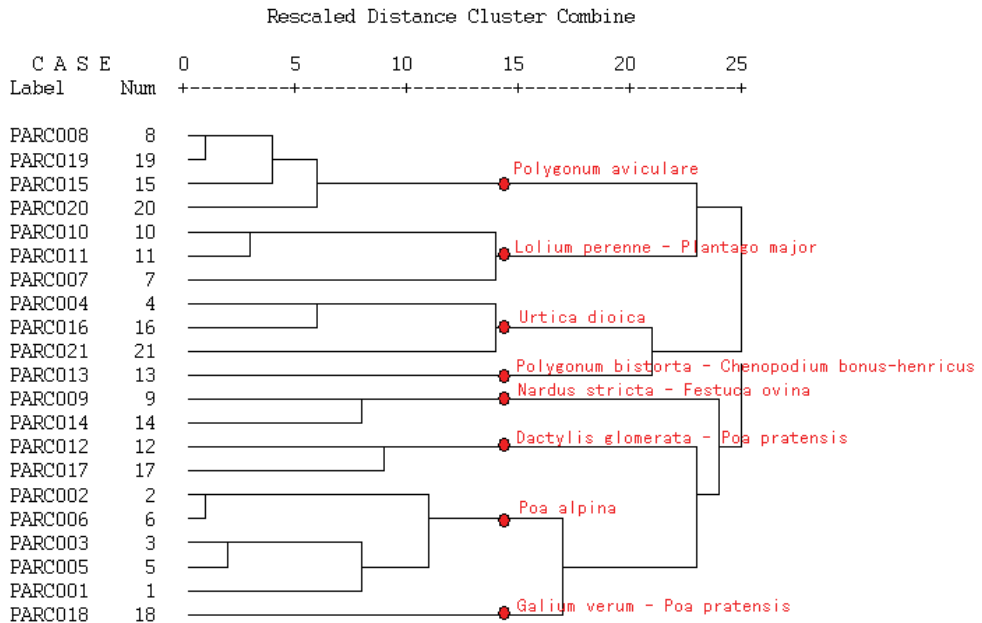 Rescaled Distance Cluster Combine
C A S E 0 5 10 15 20 25
Label Num +---------+---------+---------+---------+---------+
PARC008 8
PARC019 19
Polygonum aviculare
PARC015 15
PARC020 20
PARC010 10
Lolium perenne - Plantago major
PARC011 11
PARC007 7
PARC004 4
Urtica dioica
PARC016 16
PARC021 21
Polygonum bistorta - Chenopodium bonus-henricus
PARC013 13
Nardus stricta - Festuca ovina
PARC009 9
PARC014 14
Dactylis glomerata - Poa pratensis
PARC012 12
PARC017 17
PARC002 2
Poa alpina
PARC006 6
PARC003 3
PARC005 5
PARC001 1
Galium verum - Poa pratensis
PARC018 18